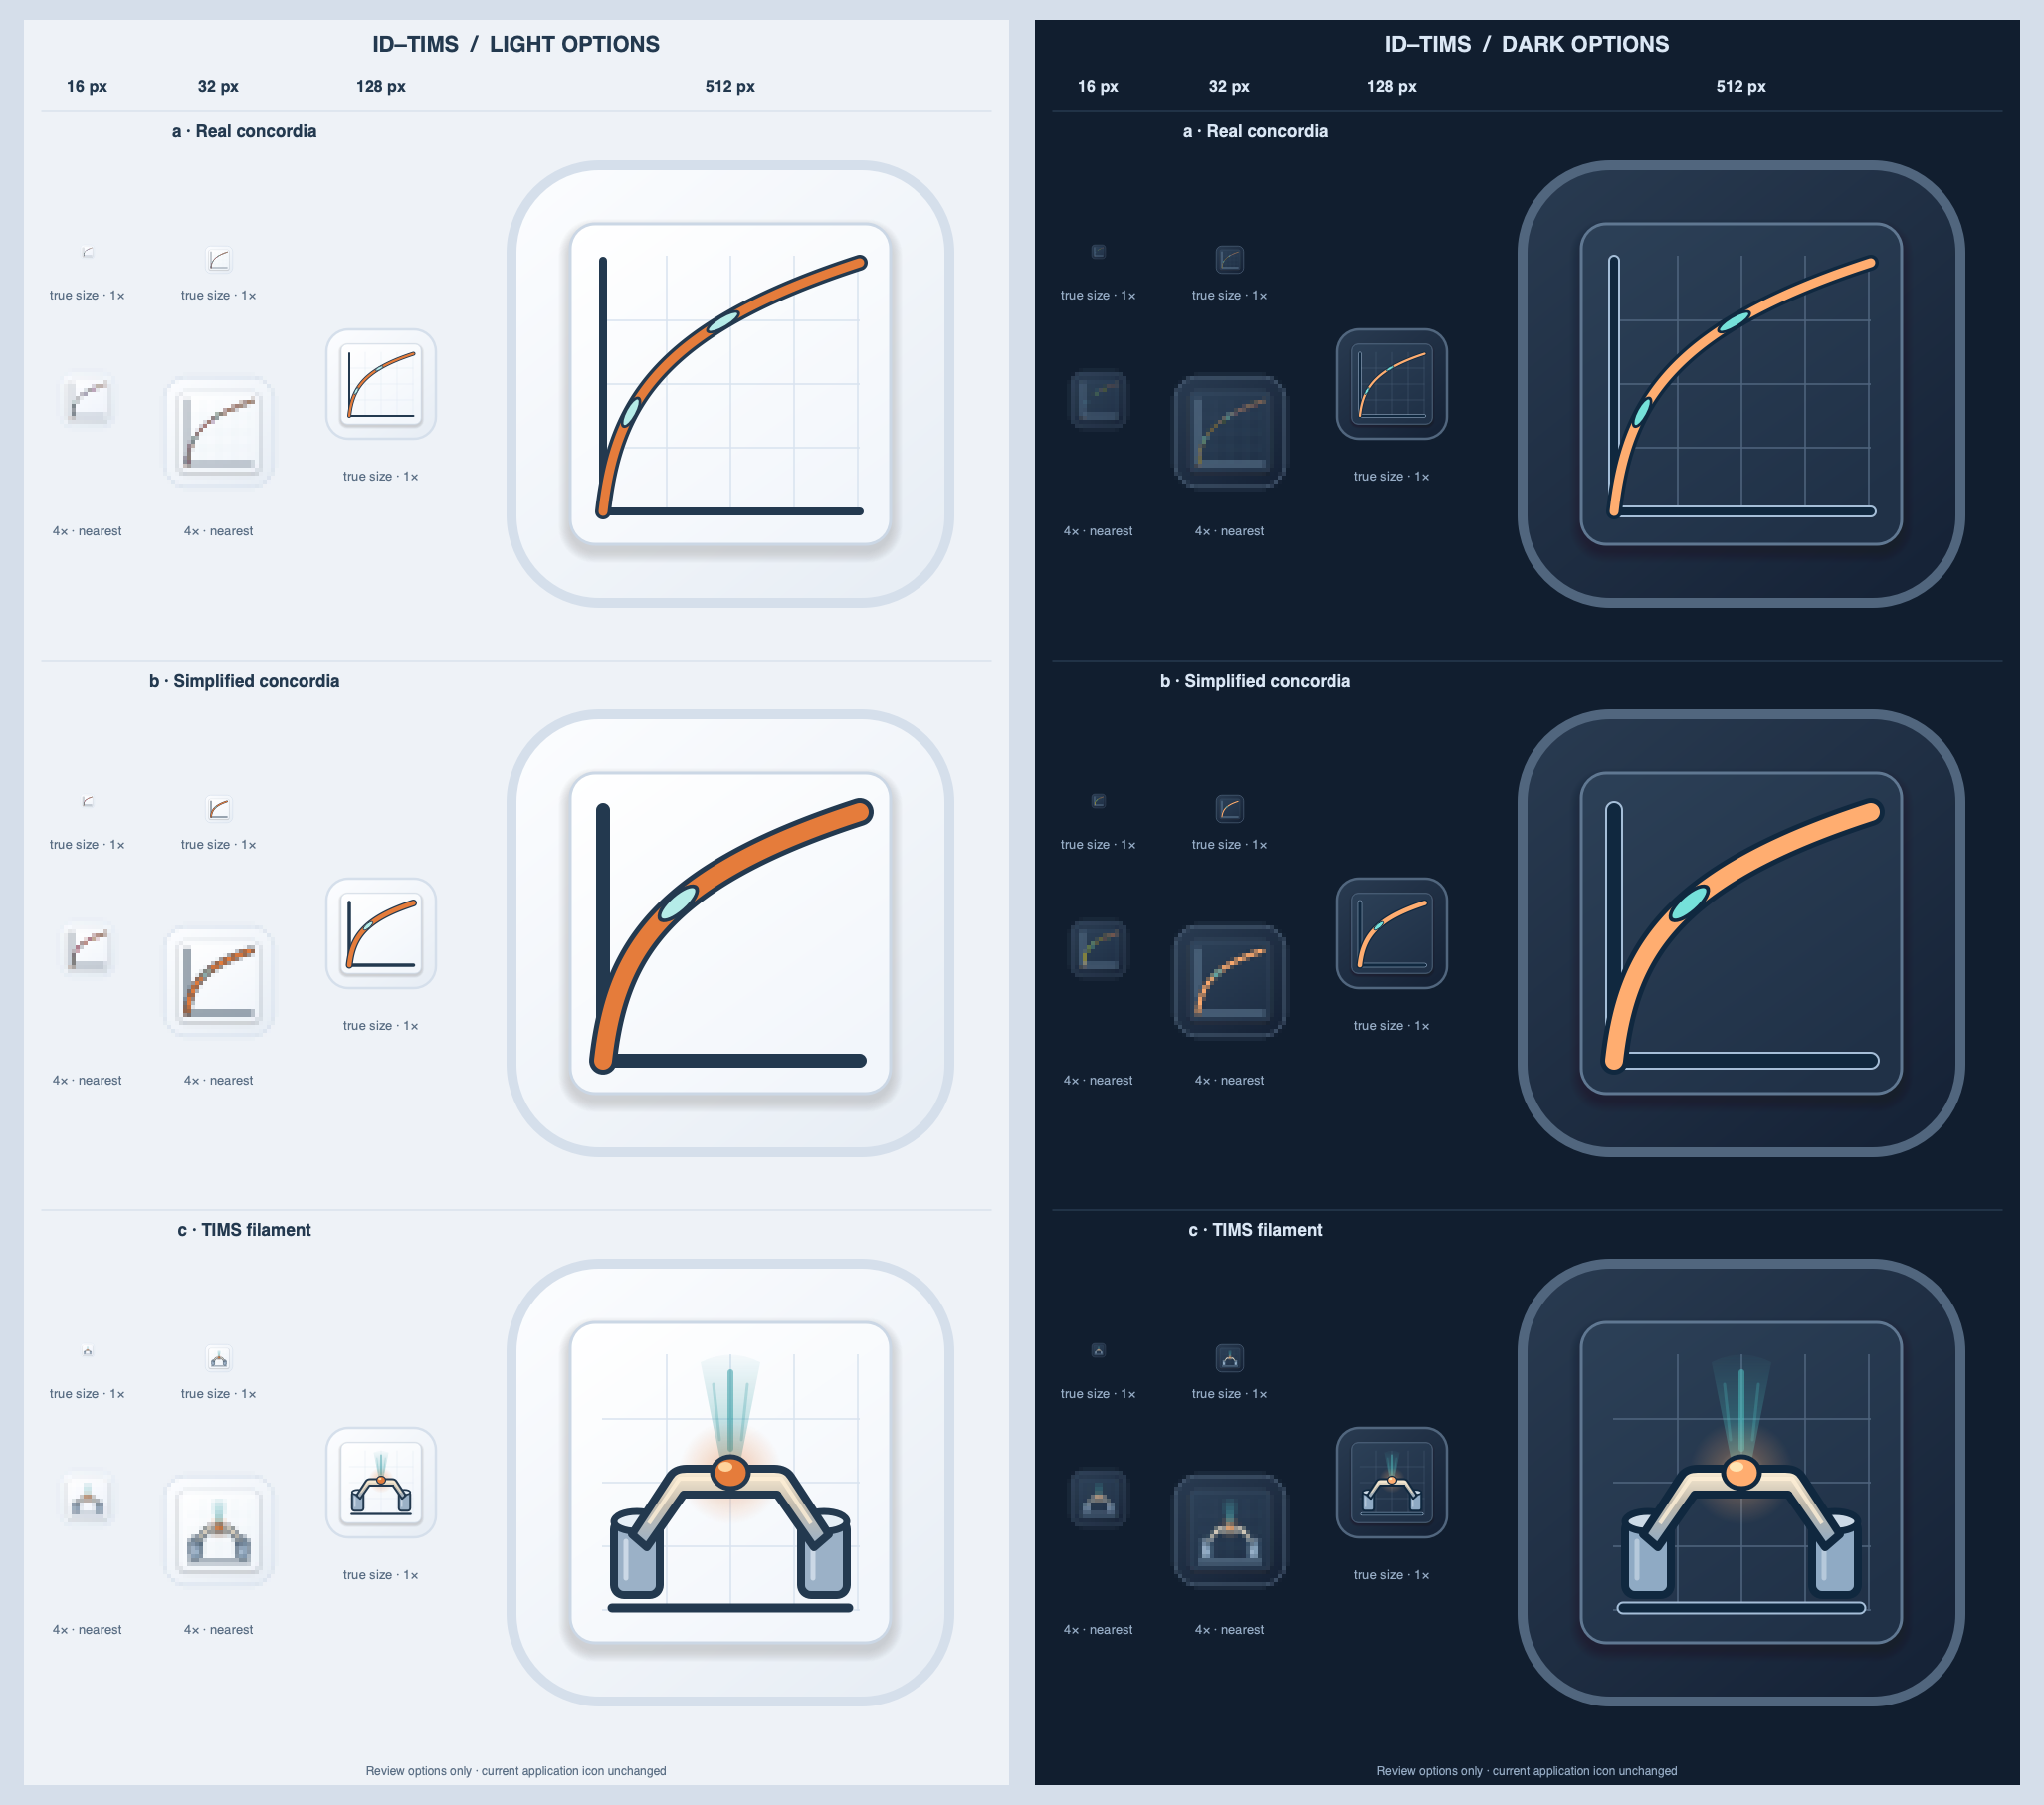 ID–TIMS / LIGHT OPTIONS
16 px
32 px
128 px
512 px
a · Real concordia
true size · 1×
true size · 1×
true size · 1×
4× · nearest
4× · nearest
b · Simplified concordia
true size · 1×
true size · 1×
true size · 1×
4× · nearest
4× · nearest
c · TIMS filament
true size · 1×
true size · 1×
true size · 1×
4× · nearest
4× · nearest
Review options only · current application icon unchanged
ID–TIMS / DARK OPTIONS
16 px
32 px
128 px
512 px
a · Real concordia
true size · 1×
true size · 1×
true size · 1×
4× · nearest
4× · nearest
b · Simplified concordia
true size · 1×
true size · 1×
true size · 1×
4× · nearest
4× · nearest
c · TIMS filament
true size · 1×
true size · 1×
true size · 1×
4× · nearest
4× · nearest
Review options only · current application icon unchanged